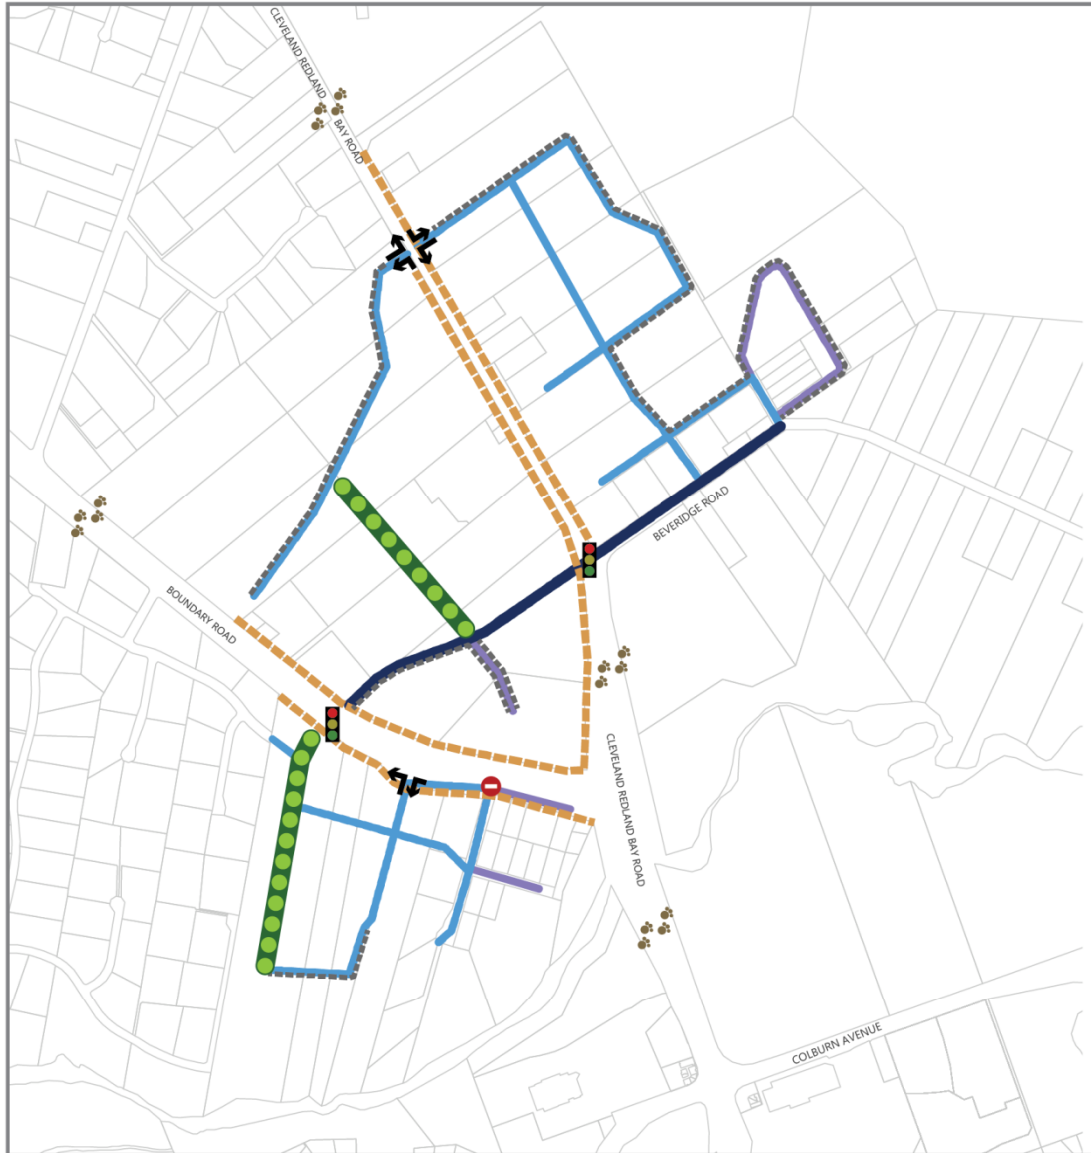 CLEVELAND REDLAND
BAY ROAD
BEVERIDGE ROAD
BOUNDARY ROAD
CLEVELAND REDLAND BAY ROAD
COLBURN AVENUE